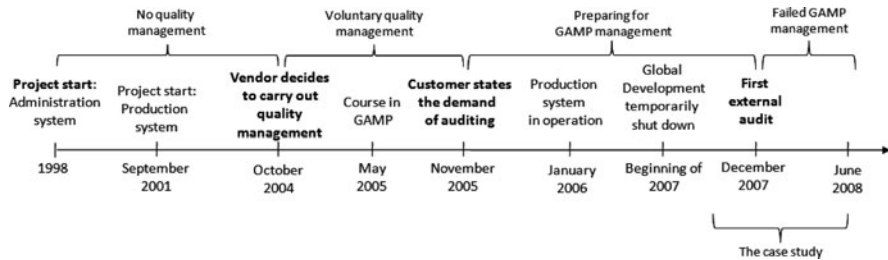 No quality
management
Voluntary quality
management
Preparing for
GAMP management
Failed GAMP
management
Project start:
Administration
system
Project start:
Production
system
Vendor decides
to carry out
quality
management
Course in
GAMP
Customer states
the demand
of auditing
Production
system
in operation
Global
Development
temporarily
shut down
First
external
audit
1998
September
2001
October
2004
May
2005
November
2005
January
2006
Beginning of
2007
December
2007
June
2008
The case study